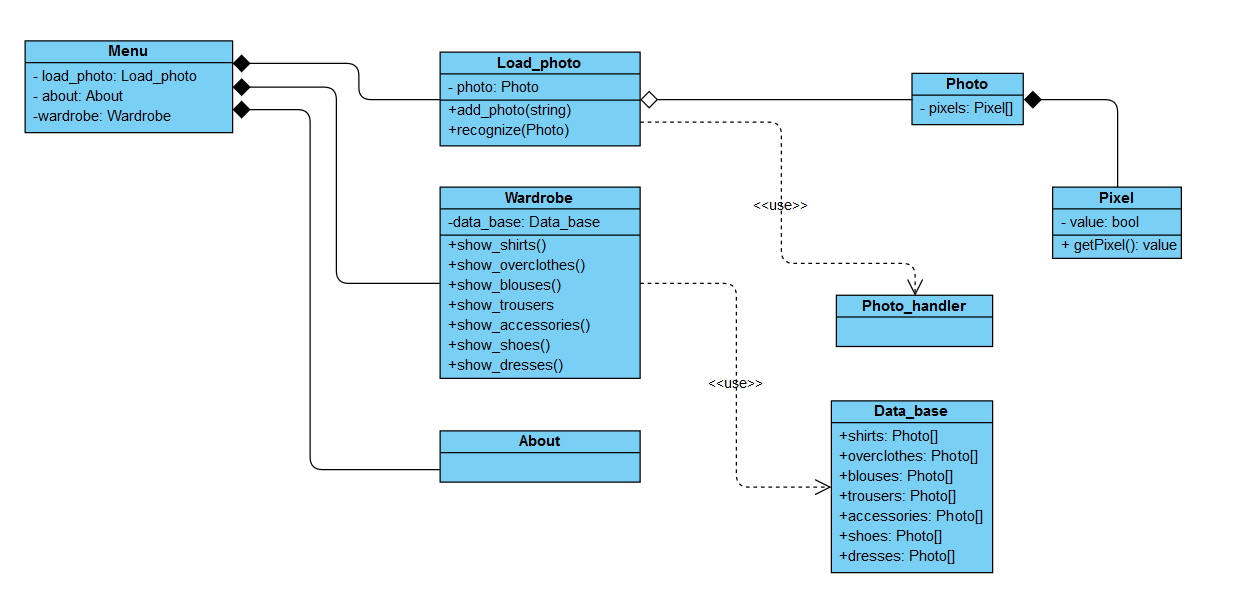 Menu
- load_photo: Load_photo
- about: About
-wardrobe: Wardrobe
Load_photo
- photo: Photo
+add_photo(string)
+recognize(Photo)
Photo
- pixels: Pixel[]
Pixel
- value: bool
+ getPixel(): value
<<use>>
Wardrobe
-data_base: Data_base
+show_shirts()
+show_overclothes()
+show_blouses()
+show_trousers
+show_accessories()
+show_shoes()
+show_dresses()
Photo_handler
<<use>>
About
Data_base
+shirts: Photo[]
+overclothes: Photo[]
+blouses: Photo[]
+trousers: Photo[]
+accessories: Photo[]
+shoes: Photo[]
+dresses: Photo[]